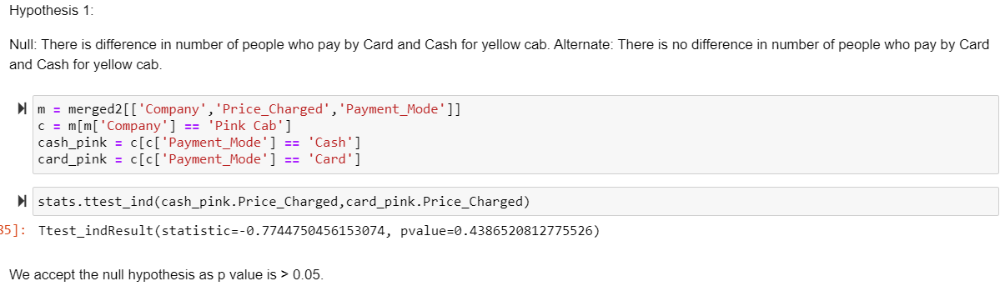 Hypothesis 1:
Null: There is difference in number of people who pay by Card and Cash for yellow cab. Alternate: There is no difference in number of people who pay by Card
and Cash for yellow cab.
m = merged2[['Company','Price_Charged','Payment_Mode']]
c = m[m['Company'] == 'Pink Cab']
cash_pink = c[c['Payment_Mode'] == 'Cash']
card_pink = c[c['Payment_Mode'] == 'Card']
stats.ttest_ind(cash_pink.Price_Charged,card_pink.Price_Charged)
35]: Ttest_indResult(statistic=-0.7744750456153074, pvalue=0.4386520812775526)
We accept the null hypothesis as p value is > 0.05.